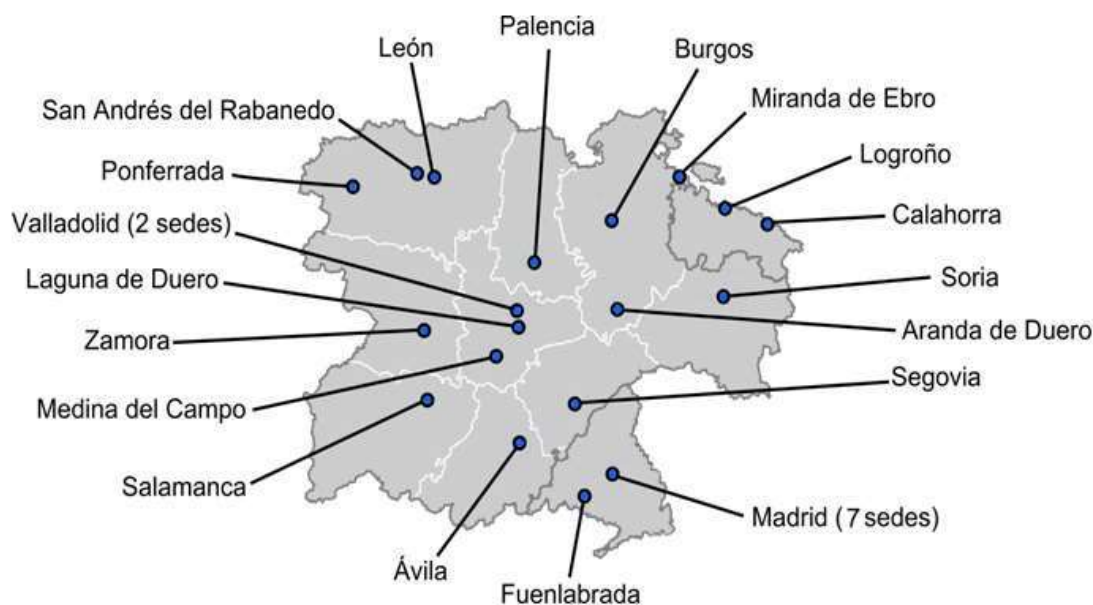 Palencia
León
Burgos
San Andrés del Rabanedo
Miranda de Ebro
Ponferrada
Logroño
Valladolid (2 sedes)
Calahorra
Laguna de Duero
Soria
Zamora
Aranda de Duero
Medina del Campo
Segovia
Salamanca
Madrid (7 sedes)
Ávila
Fuenlabrada